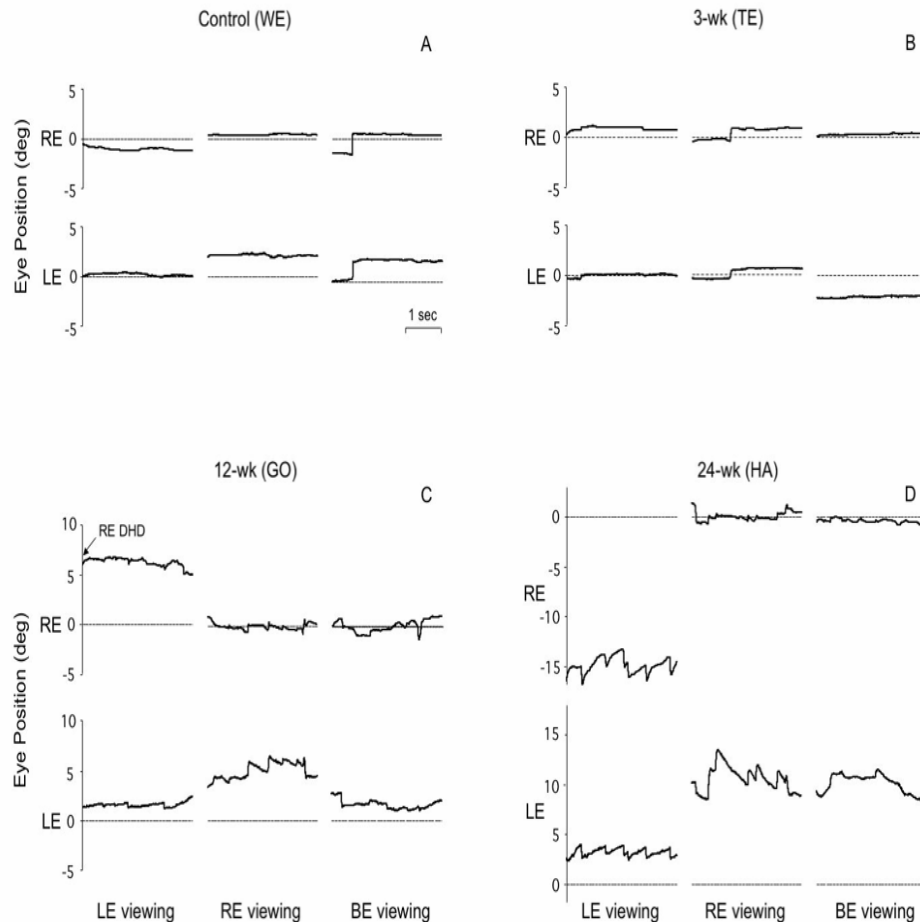 Control (WE)
3-wk (TE)
A
B
Eye Position (deg)
5
RE 0
-5
5
LE 0
-5
1 sec
5
RE 0
-5
5
LE 0
-5
12-wk (GO)
24-wk (HA)
C
D
Eye Position (deg)
10
RE DHD
5
RE 0
-5
10
5
LE 0
-5
0
-5
RE
-10
-15
15
10
LE
5
0
LE viewing RE viewing BE viewing
LE viewing RE viewing BE viewing